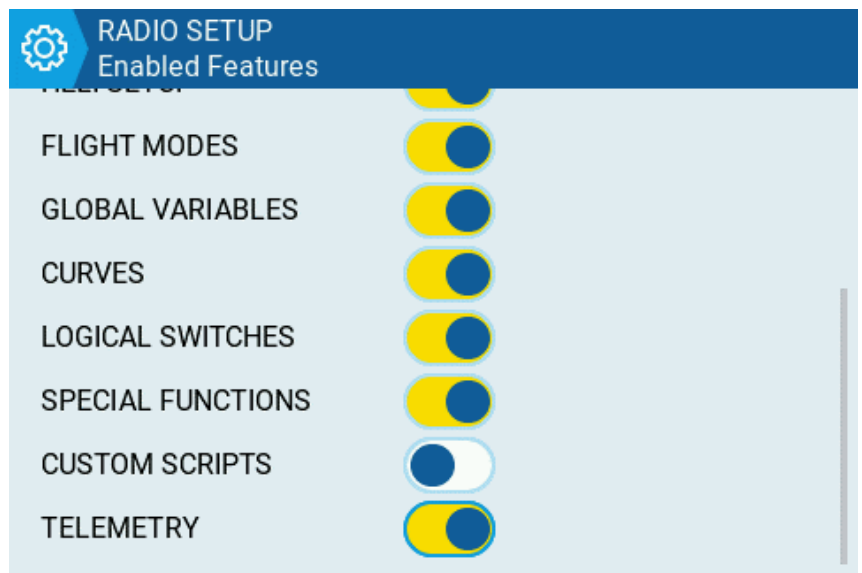 RADIO SETUP
Enabled Features
FLIGHT MODES
GLOBAL VARIABLES
CURVES
LOGICAL SWITCHES
SPECIAL FUNCTIONS
CUSTOM SCRIPTS
TELEMETRY